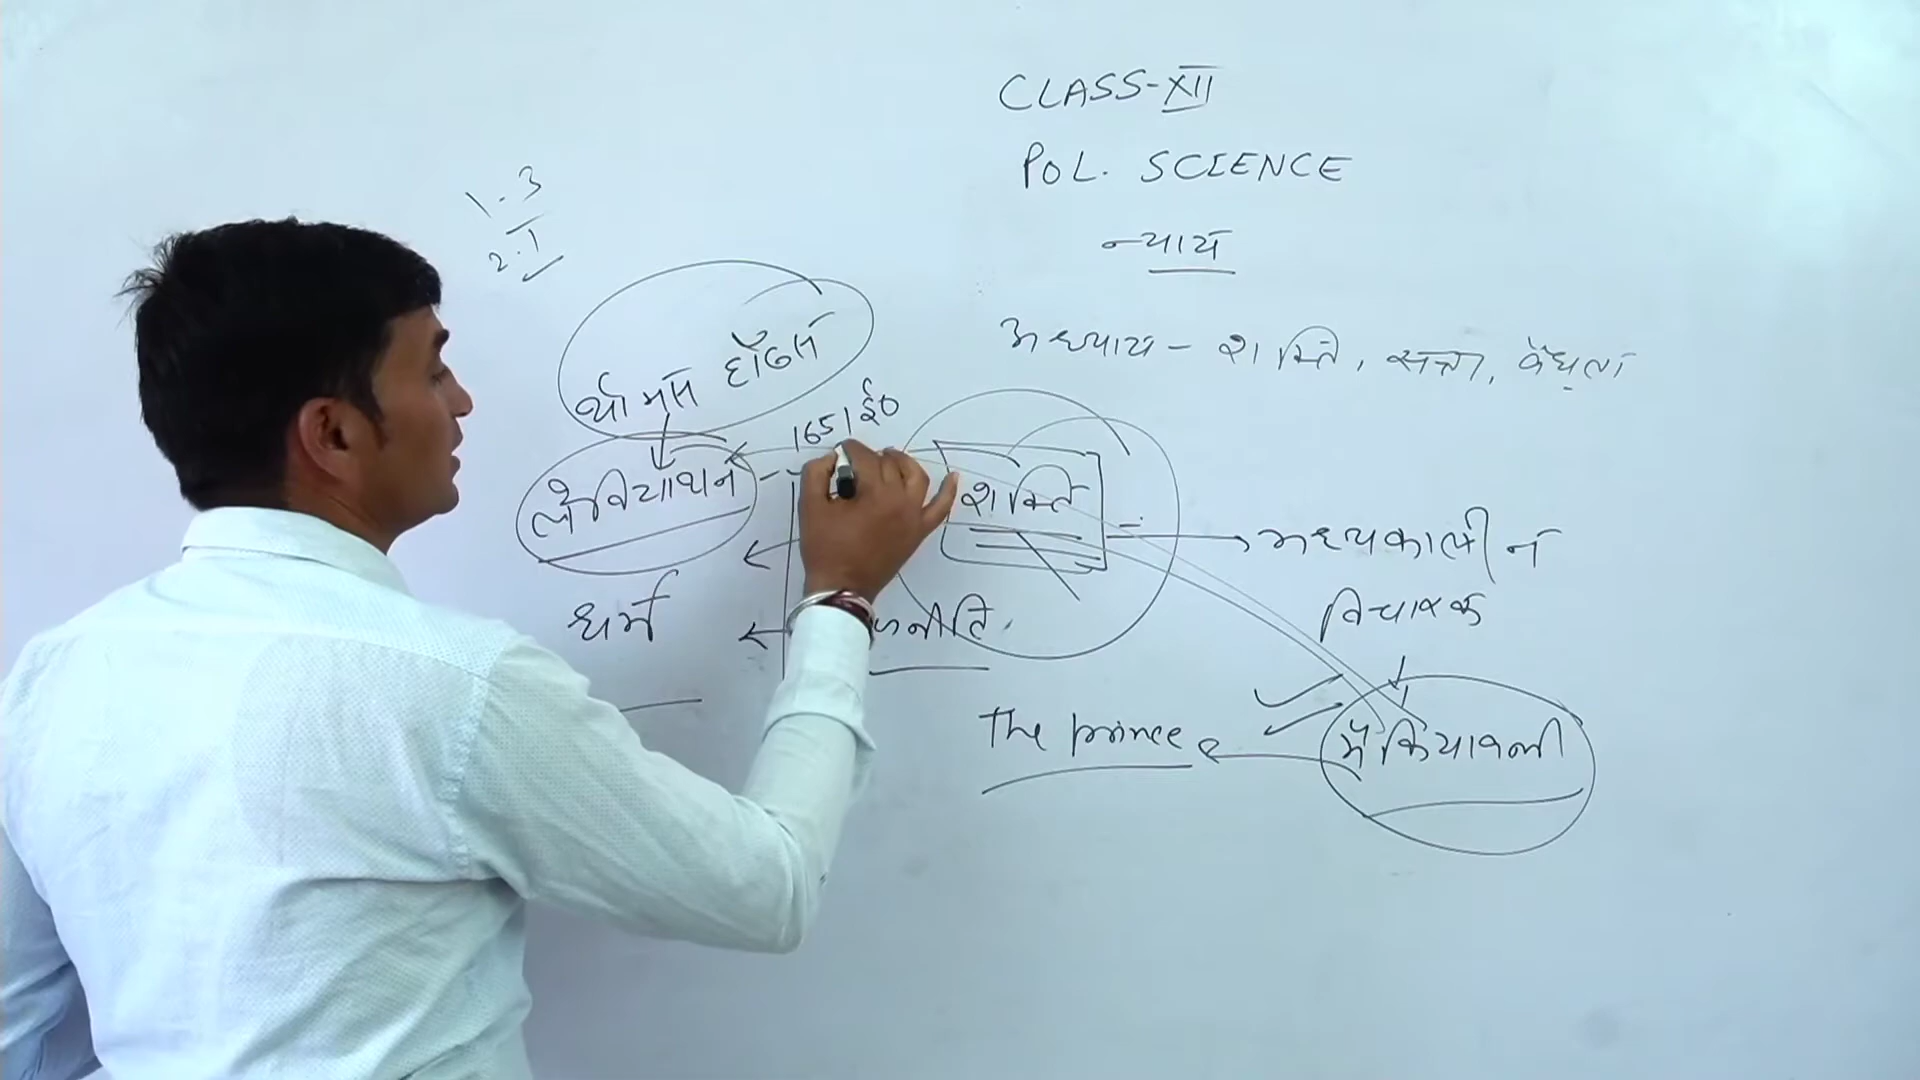 CLASS-XII
POL. SCIENCE
न्याय
1. 3
2. 1
अध्याय - शक्ति, सत्ता, वैधता
थॉमस हॉब्स
1651 ई०
लेवियाथन -
शक्ति
मध्यकालीन
विचारक
धर्म
जनीति
The prince
मैकियावली